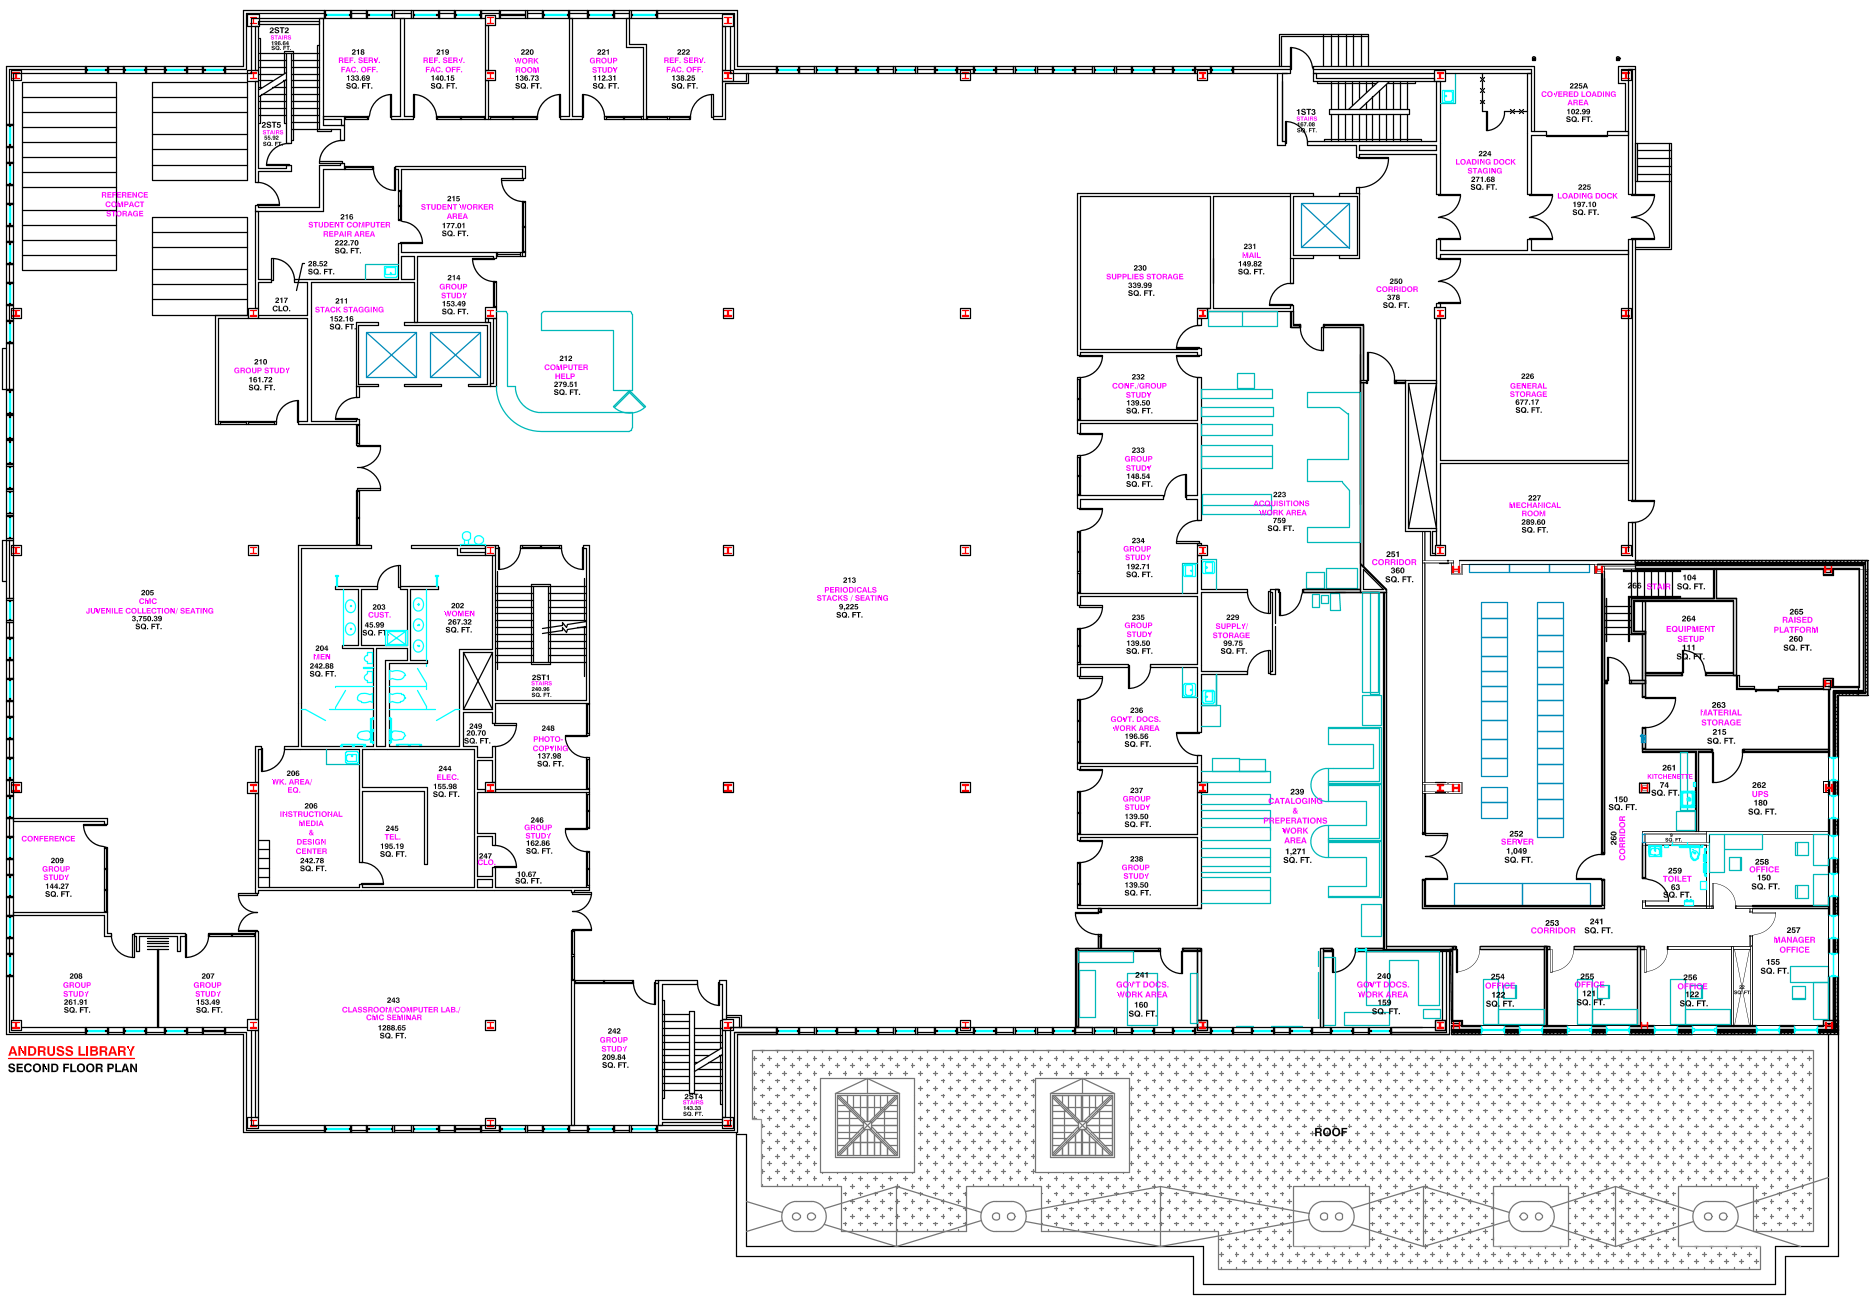 2ST2
STAIRS
196.64
SQ. FT.
218
REF. SERV.
FAC. OFF.
133.69
SQ. FT.
219
REF. SERV.
FAC. OFF.
140.15
SQ. FT.
220
WORK
ROOM
136.73
SQ. FT.
221
GROUP
STUDY
112.31
SQ. FT.
222
REF. SERV.
FAC. OFF.
138.25
SQ. FT.
2ST5
STAIRS
55.92
SQ. FT.
1ST3
STAIRS
167.08
SQ. FT.
225A
COVERED LOADING
AREA
102.99
SQ. FT.
224
LOADING DOCK
STAGING
271.68
SQ. FT.
225
LOADING DOCK
197.10
SQ. FT.
REFERENCE
COMPACT
STORAGE
216
STUDENT COMPUTER
REPAIR AREA
222.70
SQ. FT.
215
STUDENT WORKER
AREA
177.01
SQ. FT.
28.52
SQ. FT.
217
CLO.
211
STACK STAGGING
152.16
SQ. FT.
214
GROUP
STUDY
153.49
SQ. FT.
230
SUPPLIES STORAGE
339.99
SQ. FT.
231
MAIL
149.82
SQ. FT.
250
CORRIDOR
378
SQ. FT.
210
GROUP STUDY
161.72
SQ. FT.
212
COMPUTER
HELP
279.51
SQ. FT.
232
CONF./GROUP
STUDY
139.50
SQ. FT.
226
GENERAL
STORAGE
677.17
SQ. FT.
233
GROUP
STUDY
148.54
SQ. FT.
223
ACQUISITIONS
WORK AREA
759
SQ. FT.
227
MECHANICAL
ROOM
289.60
SQ. FT.
234
GROUP
STUDY
192.71
SQ. FT.
251
CORRIDOR
360
SQ. FT.
205
CMC
JUVENILE COLLECTION/ SEATING
3,750.39
SQ. FT.
203
CUST.
45.99
SQ. FT.
202
WOMEN
267.32
SQ. FT.
204
MEN
242.88
SQ. FT.
213
PERIODICALS
STACKS / SEATING
9,225
SQ. FT.
235
GROUP
STUDY
139.50
SQ. FT.
229
SUPPLY/
STORAGE
99.75
SQ. FT.
266
STAIR
104
SQ. FT.
264
EQUIPMENT
SETUP
111
SQ. FT.
265
RAISED
PLATFORM
260
SQ. FT.
2ST1
STAIRS
240.96
SQ. FT.
236
GOVT. DOCS.
WORK AREA
196.56
SQ. FT.
263
MATERIAL
STORAGE
215
SQ. FT.
249
20.70
SQ. FT.
248
PHOTO-
COPYING
137.98
SQ. FT.
206
WK. AREA/
EQ.
244
ELEC.
155.98
SQ. FT.
206
INSTRUCTIONAL
MEDIA
&
DESIGN
CENTER
242.78
SQ. FT.
245
TEL.
195.19
SQ. FT.
246
GROUP
STUDY
162.86
SQ. FT.
247
CLO.
10.67
SQ. FT.
237
GROUP
STUDY
139.50
SQ. FT.
239
CATALOGING
&
PREPERATIONS
WORK
AREA
1,271
SQ. FT.
261
KITCHENETTE
74
SQ. FT.
262
UPS
180
SQ. FT.
150
SQ. FT.
260
CORRIDOR
252
SERVER
1,049
SQ. FT.
238
GROUP
STUDY
139.50
SQ. FT.
SQ. FT.
259
TOILET
63
SQ. FT.
258
OFFICE
150
SQ. FT.
CONFERENCE
209
GROUP
STUDY
144.27
SQ. FT.
253
CORRIDOR
241
SQ. FT.
257
MANAGER
OFFICE
155
SQ. FT.
208
GROUP
STUDY
261.91
SQ. FT.
207
GROUP
STUDY
153.49
SQ. FT.
243
CLASSROOM/COMPUTER LAB./
CMC SEMINAR
1288.65
SQ. FT.
242
GROUP
STUDY
209.84
SQ. FT.
241
GOV'T DOCS.
WORK AREA
160
SQ. FT.
240
GOV'T DOCS.
WORK AREA
159
SQ. FT.
254
OFFICE
122
SQ. FT.
255
OFFICE
121
SQ. FT.
256
OFFICE
122
SQ. FT.
SQ. FT.
2ST4
STAIRS
143.33
SQ. FT.
ANDRUSS LIBRARY
SECOND FLOOR PLAN
ROOF